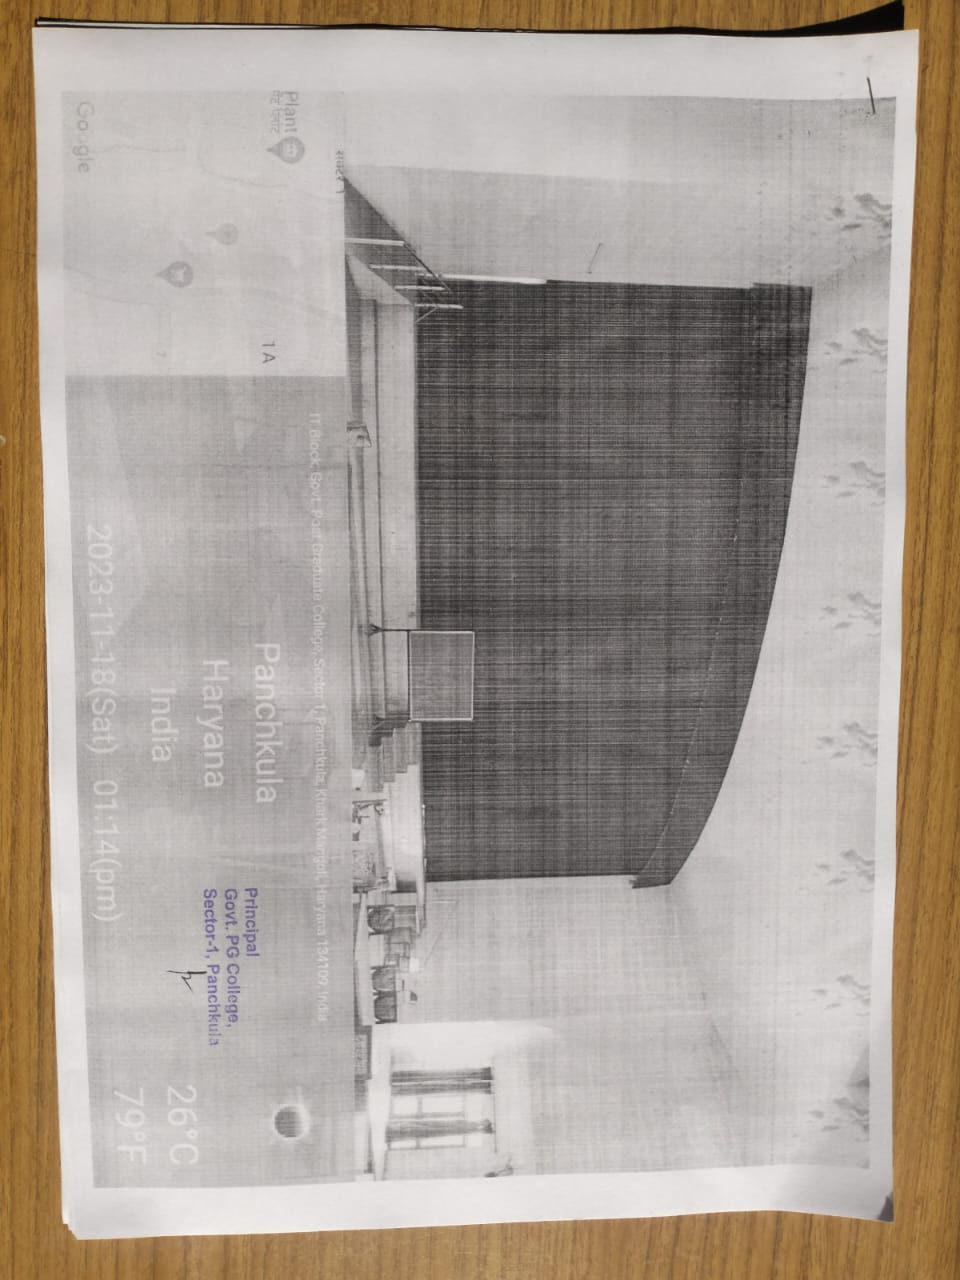 Google
Plant
1 A
IT Block, Govt. Post Graduate College, Sector 1, Panchkula, Khark Mangoli, Haryana 134109, India
Panchkula
Haryana
India
2023-11-18(Sat) 01:14(pm)
26°C
79°F
Principal
Govt. PG College,
Sector-1, Panchkula